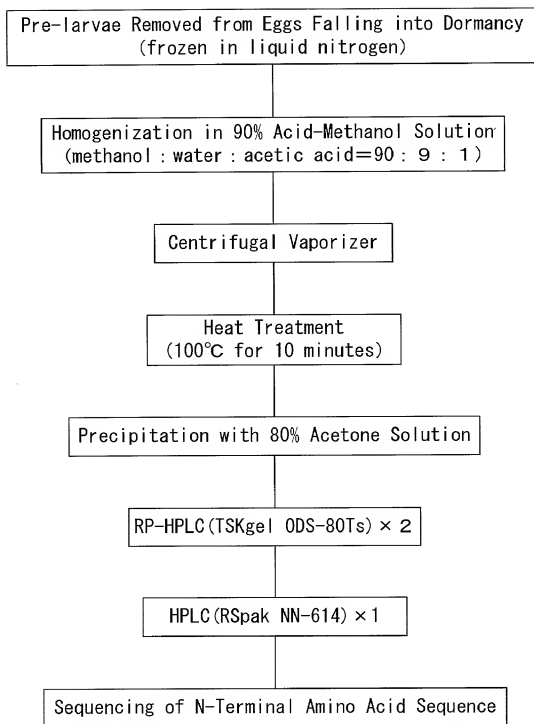 Pre-larvae Removed from Eggs Falling into Dormancy
(frozen in liquid nitrogen)
Homogenization in 90% Acid-Methanol Solution
(methanol : water : acetic acid=90 : 9 : 1)
Centrifugal Vaporizer
Heat Treatment
(100℃ for 10 minutes)
Precipitation with 80% Acetone Solution
RP-HPLC(TSKgel ODS-80Ts) × 2
HPLC(RSpak NN-614) ×1
Sequencing of N-Terminal Amino Acid Sequence